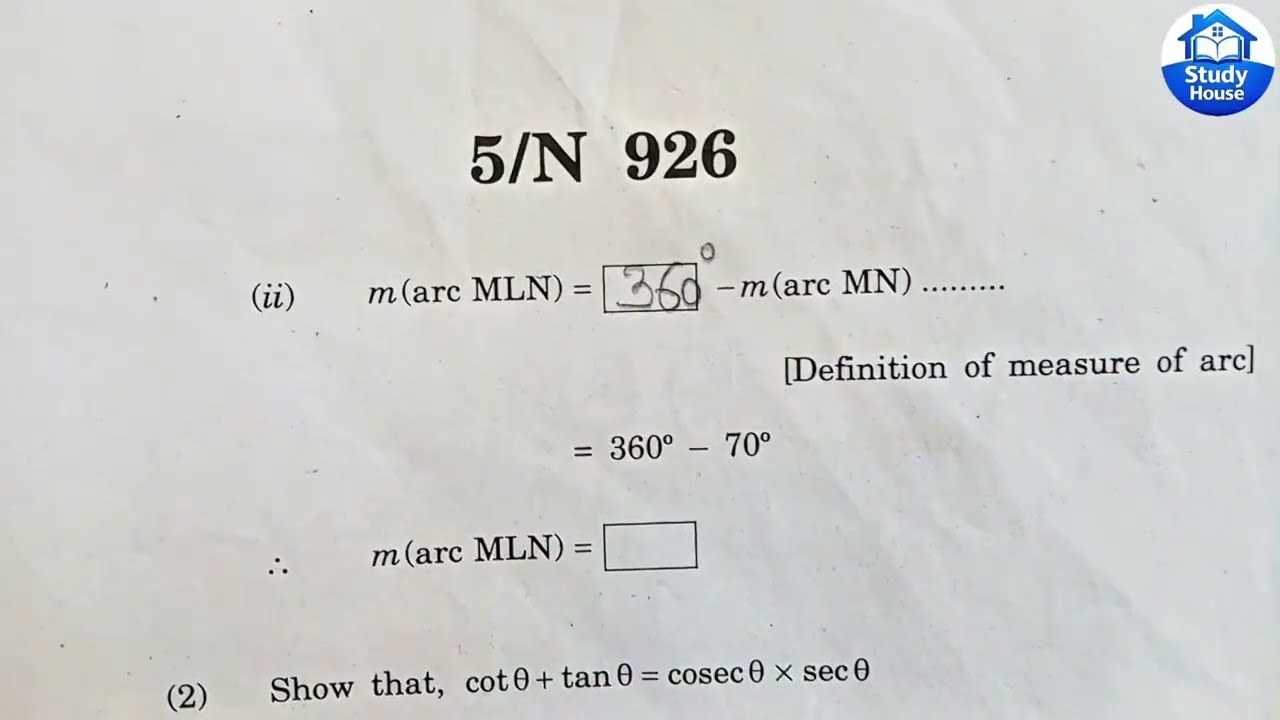 Study
House
5/N 926
(ii) m(arc MLN) = 360° – m(arc MN) .........
[Definition of measure of arc]
= 360° – 70°
∴ m(arc MLN) =
(2) Show that, cotθ + tanθ = cosecθ × secθ